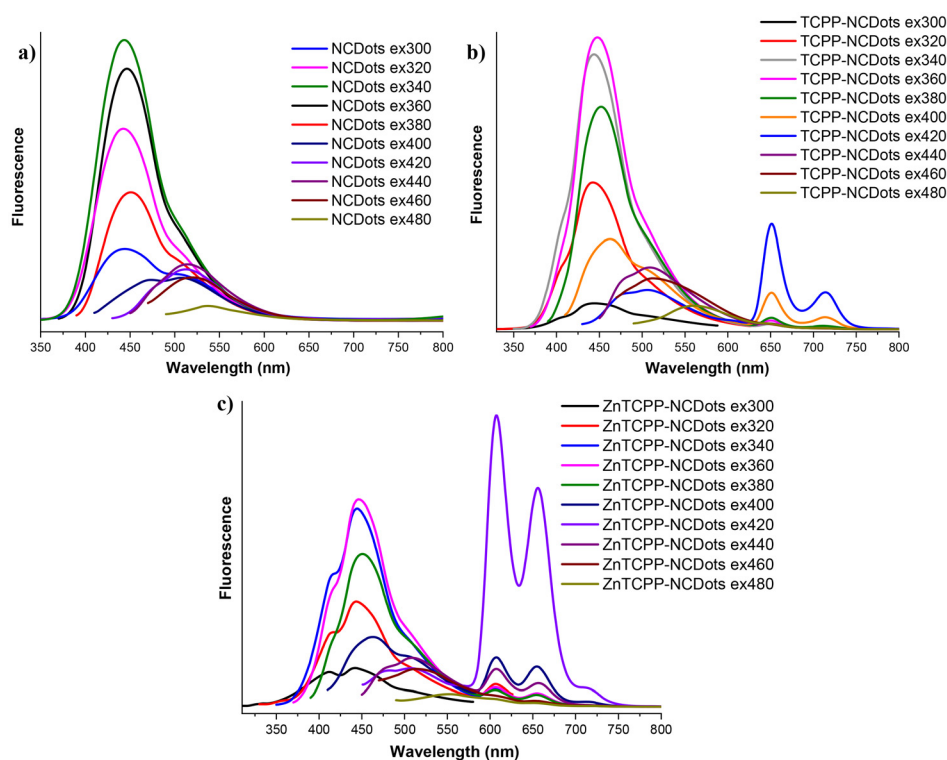 a)
Fluorescence
NCDots ex300
NCDots ex320
NCDots ex340
NCDots ex360
NCDots ex380
NCDots ex400
NCDots ex420
NCDots ex440
NCDots ex460
NCDots ex480
350 400 450 500 550 600 650 700 750 800
Wavelength (nm)
b)
Fluorescence
TCPP-NCDots ex300
TCPP-NCDots ex320
TCPP-NCDots ex340
TCPP-NCDots ex360
TCPP-NCDots ex380
TCPP-NCDots ex400
TCPP-NCDots ex420
TCPP-NCDots ex440
TCPP-NCDots ex460
TCPP-NCDots ex480
350 400 450 500 550 600 650 700 750 800
Wavelength (nm)
c)
Fluorescence
ZnTCPP-NCDots ex300
ZnTCPP-NCDots ex320
ZnTCPP-NCDots ex340
ZnTCPP-NCDots ex360
ZnTCPP-NCDots ex380
ZnTCPP-NCDots ex400
ZnTCPP-NCDots ex420
ZnTCPP-NCDots ex440
ZnTCPP-NCDots ex460
ZnTCPP-NCDots ex480
350 400 450 500 550 600 650 700 750 800
Wavelength (nm)